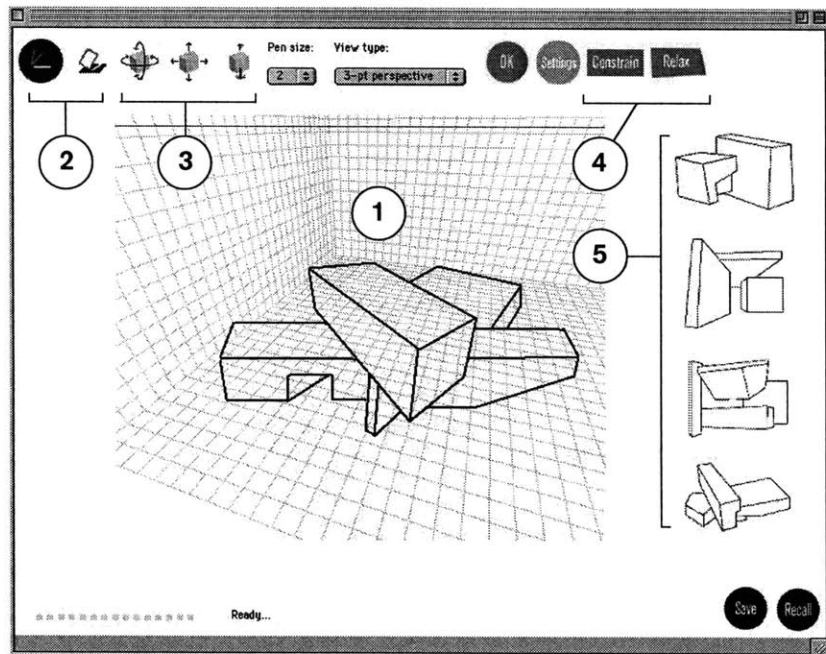 Pen size:
View type:
2
3-pt perspective
OK
Settings
Constrain
Relax
2
3
4
1
5
Ready...
Save
Recall